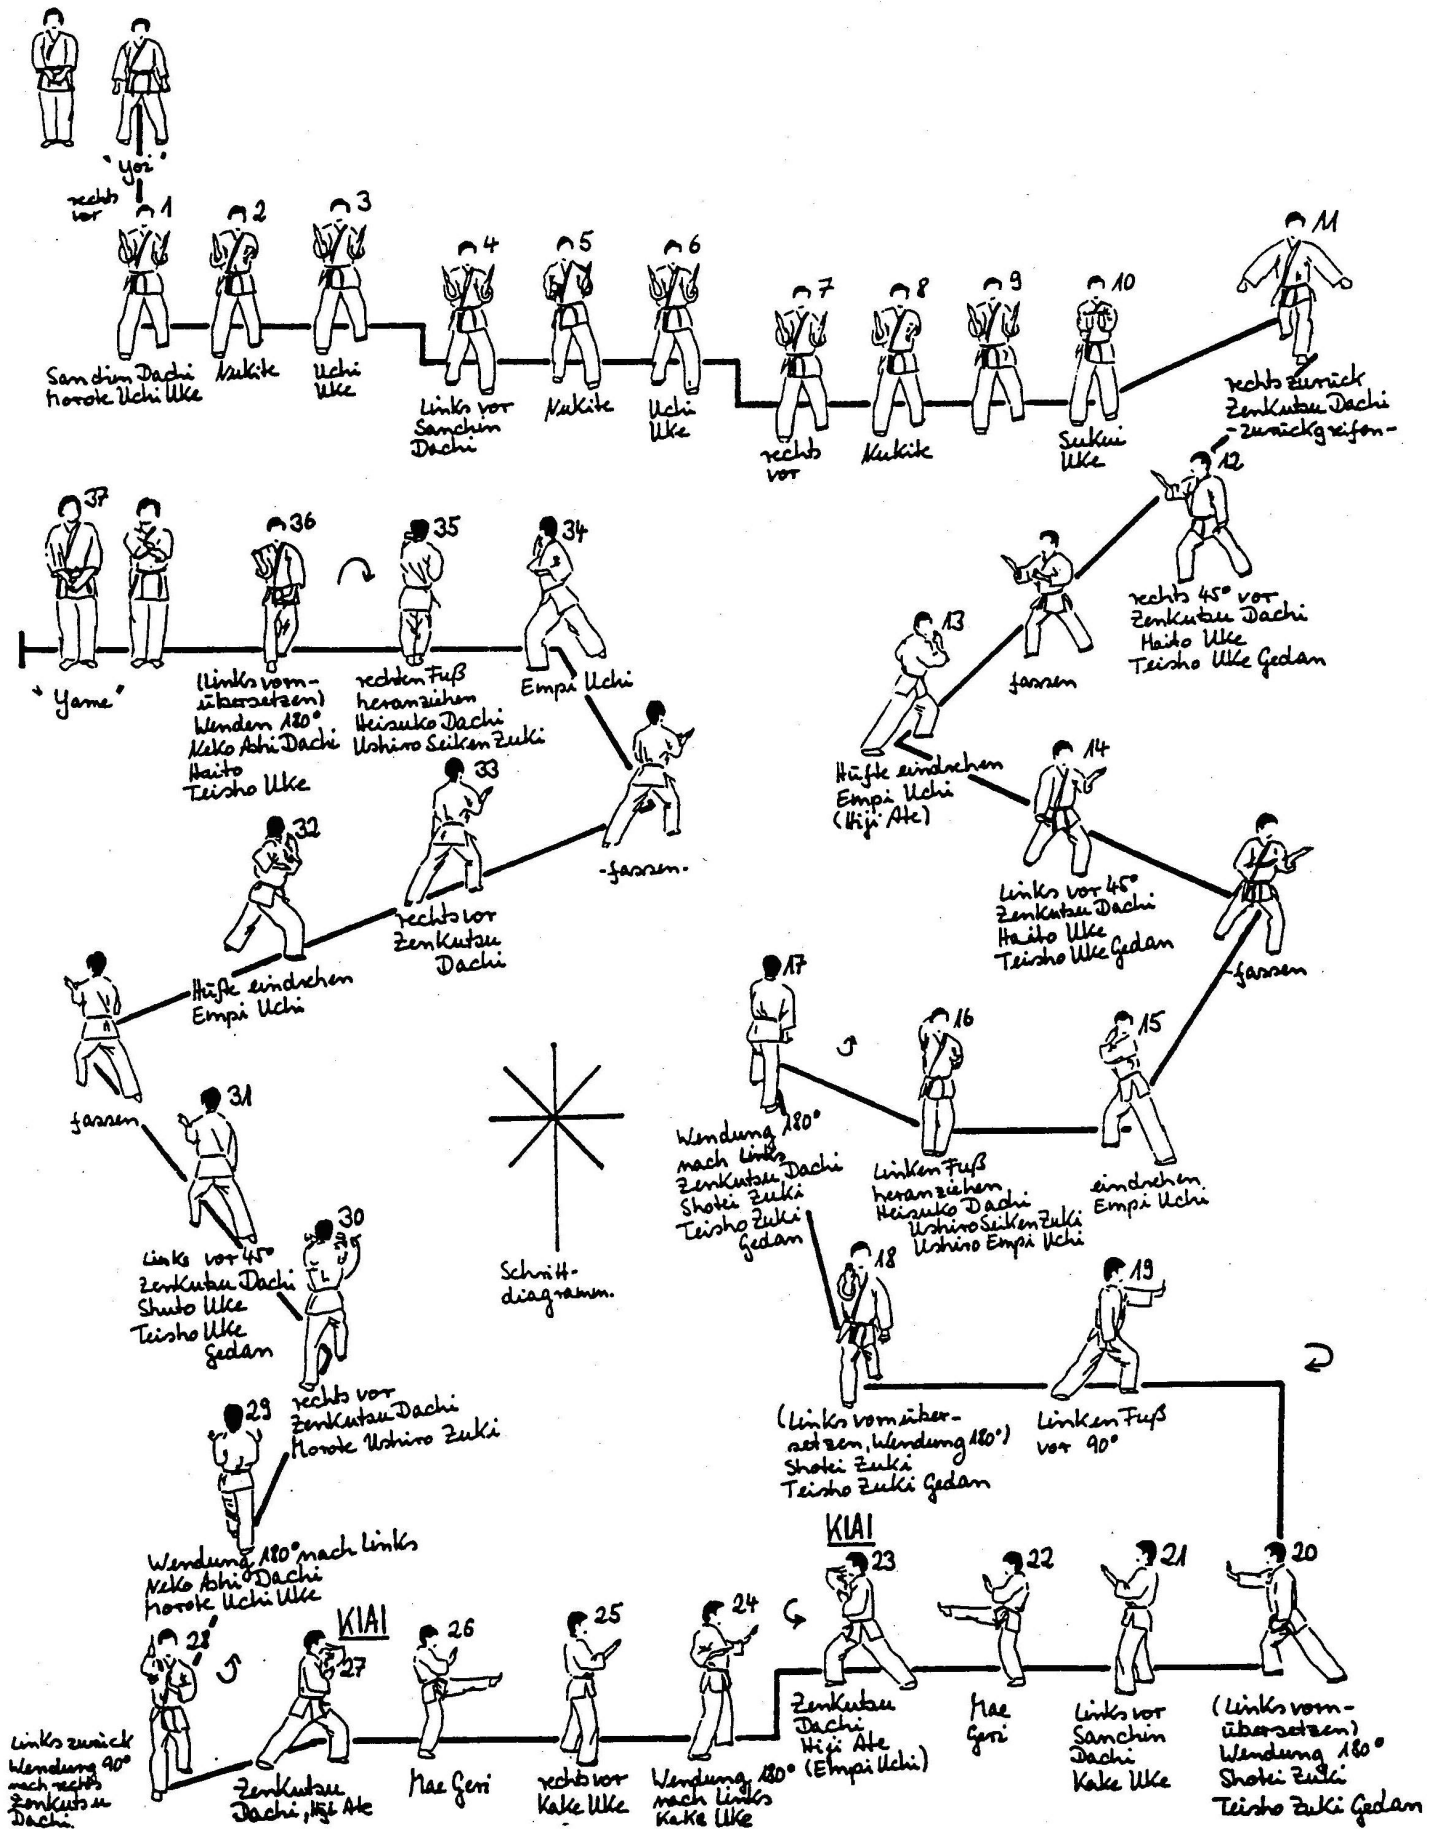 "Yoi"
rechts
vor
1
2
3
4
5
6
7
8
9
10
11
Sanchin Dachi
Morote Uchi Uke
Nukite
Uchi
Uke
Links vor
Sanchin
Dachi
Nukite
Uchi
Uke
rechts
vor
Nukite
Sukui
Uke
rechts zurück
Zenkutsu Dachi
-zurückgreifen-
12
rechts 45° vor
Zenkutsu Dachi
Haito Uke
Teisho Uke Gedan
fassen
13
Hüfte eindrehen
Empi Uchi
(Hiji Ate)
14
Links vor 45°
Zenkutsu Dachi
Haito Uke
Teisho Uke Gedan
-fassen
15
eindrehen
Empi Uchi
16
Linken Fuß
heranziehen
Heisuko Dachi
Ushiro Seiken Zuki
Ushiro Empi Uchi
17
Wendung 180°
nach Links
Zenkutsu Dachi
Shotei Zuki
Teisho Zuki
Gedan
18
(Links vornüber-
setzen, Wendung 180°)
Shotei Zuki
Teisho Zuki Gedan
19
Linken Fuß
vor 90°
20
(Links vorn-
übersetzen)
Wendung 180°
Shotei Zuki
Teisho Zuki Gedan
21
Links vor
Sanchin
Dachi
Kake Uke
22
Mae
Geri
KIAI
23
Zenkutsu
Dachi
Hiji Ate
(Empi Uchi)
24
Wendung 180°
nach Links
Kake Uke
25
rechts vor
Kake Uke
26
Mae Geri
KIAI
27
Zenkutsu
Dachi, Hiji Ate
28
Links zurück
Wendung 90°
nach rechts
Zenkutsu
Dachi.
29
Wendung 180° nach Links
Neko Ashi Dachi
Morote Uchi Uke
30
rechts vor
Zenkutsu Dachi
Morote Ushiro Zuki
31
Links vor 45°
Zenkutsu Dachi
Shuto Uke
Teisho Uke
Gedan
fassen
32
Hüfte eindrehen
Empi Uchi
33
rechts vor
Zenkutsu
Dachi
-fassen-
34
Empi Uchi
35
rechten Fuß
heranziehen
Heisuko Dachi
Ushiro Seiken Zuki
36
(Links vorn-
übersetzen)
Wenden 180°
Neko Ashi Dachi
Haito
Teisho Uke
37
"Yame"
Schritt-
diagramm.